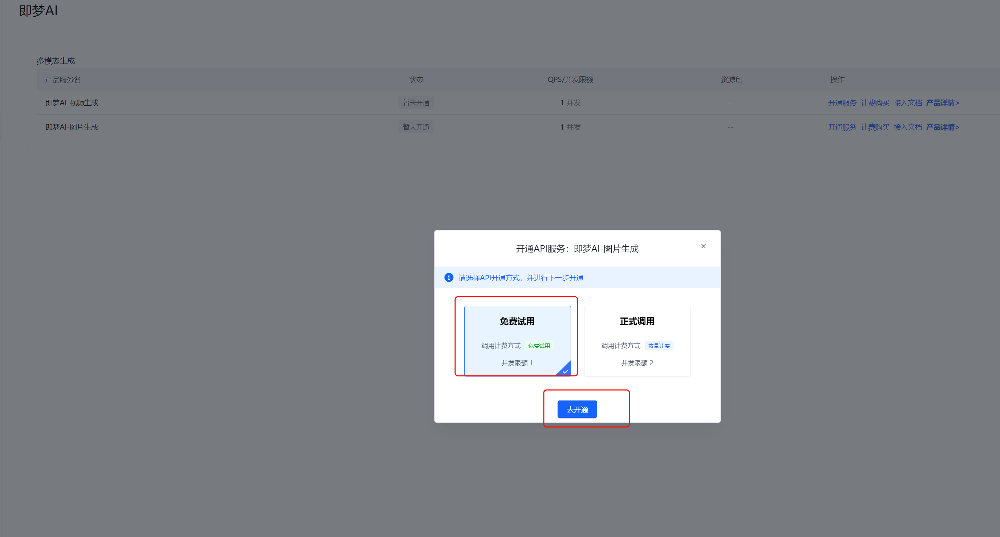 即梦AI
多模态生成
产品服务名 状态 QPS/并发限额 资源包 操作
即梦AI-视频生成 暂未开通 1 并发 -- 开通服务 计费购买 接入文档 产品详情>
即梦AI-图片生成 暂未开通 1 并发 -- 开通服务 计费购买 接入文档 产品详情>
开通API服务：即梦AI-图片生成
请选择API开通方式，并进行下一步开通
免费试用 正式调用
调用计费方式 免费试用 调用计费方式 按量计费
并发限额 1 并发限额 2
去开通